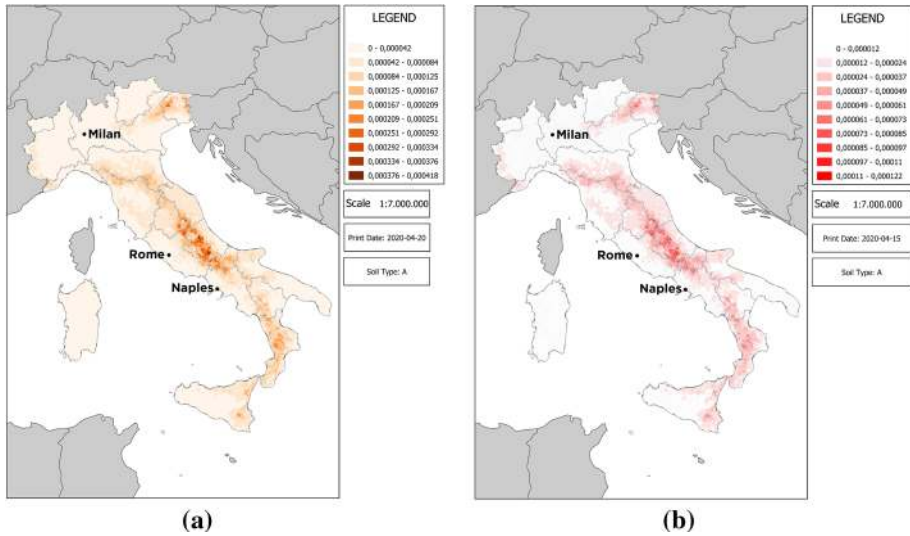 LEGEND
0 - 0,000042
0,000042 - 0,000084
0,000084 - 0,000125
0,000125 - 0,000167
0,000167 - 0,000209
0,000209 - 0,000251
0,000251 - 0,000292
0,000292 - 0,000334
0,000334 - 0,000376
0,000376 - 0,000418
Scale 1:7.000.000
Print Date: 2020-04-20
Soil Type: A
Milan
Rome
Naples
(a)
LEGEND
0 - 0,000012
0,000012 - 0,000024
0,000024 - 0,000037
0,000037 - 0,000049
0,000049 - 0,000061
0,000061 - 0,000073
0,000073 - 0,000085
0,000085 - 0,000097
0,000097 - 0,00011
0,00011 - 0,000122
Scale 1:7.000.000
Print Date: 2020-04-15
Soil Type: A
Milan
Rome
Naples
(b)